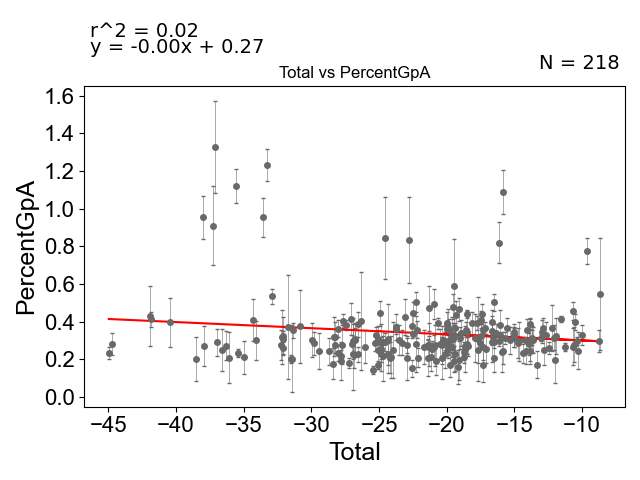 r^2 = 0.02
y = -0.00x + 0.27
N = 218
Total vs PercentGpA
PercentGpA
1.6
1.4
1.2
1.0
0.8
0.6
0.4
0.2
0.0
−45 −40 −35 −30 −25 −20 −15 −10
Total